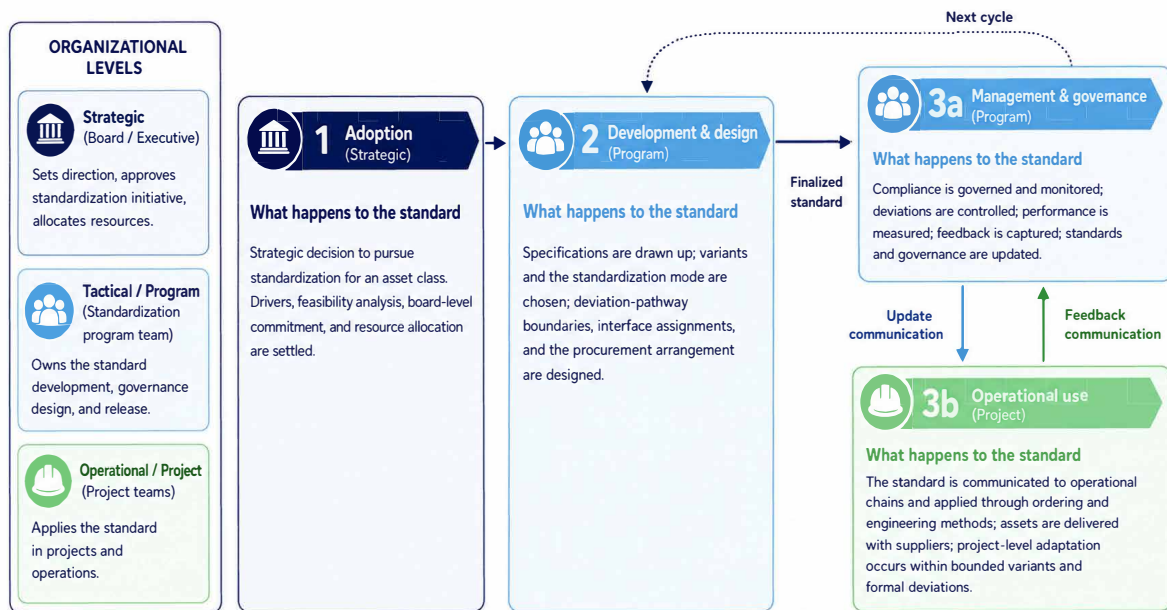 ORGANIZATIONAL
LEVELS
Strategic
(Board / Executive)
Sets direction, approves
standardization initiative,
allocates resources.
Tactical / Program
(Standardization
program team)
Owns the standard
development, governance
design, and release.
Operational / Project
(Project teams)
Applies the standard
in projects and
operations.
1 Adoption
(Strategic)
What happens to the standard
Strategic decision to pursue
standardization for an asset class.
Drivers, feasibility analysis, board-level
commitment, and resource allocation
are settled.
2 Development & design
(Program)
What happens to the standard
Specifications are drawn up; variants
and the standardization mode are
chosen; deviation-pathway
boundaries, interface assignments,
and the procurement arrangement
are designed.
Next cycle
Finalized
standard
3a Management & governance
(Program)
What happens to the standard
Compliance is governed and monitored;
deviations are controlled; performance is
measured; feedback is captured; standards
and governance are updated.
Update
communication
Feedback
communication
3b Operational use
(Project)
What happens to the standard
The standard is communicated to operational
chains and applied through ordering and
engineering methods; assets are delivered
with suppliers; project-level adaptation
occurs within bounded variants and
formal deviations.